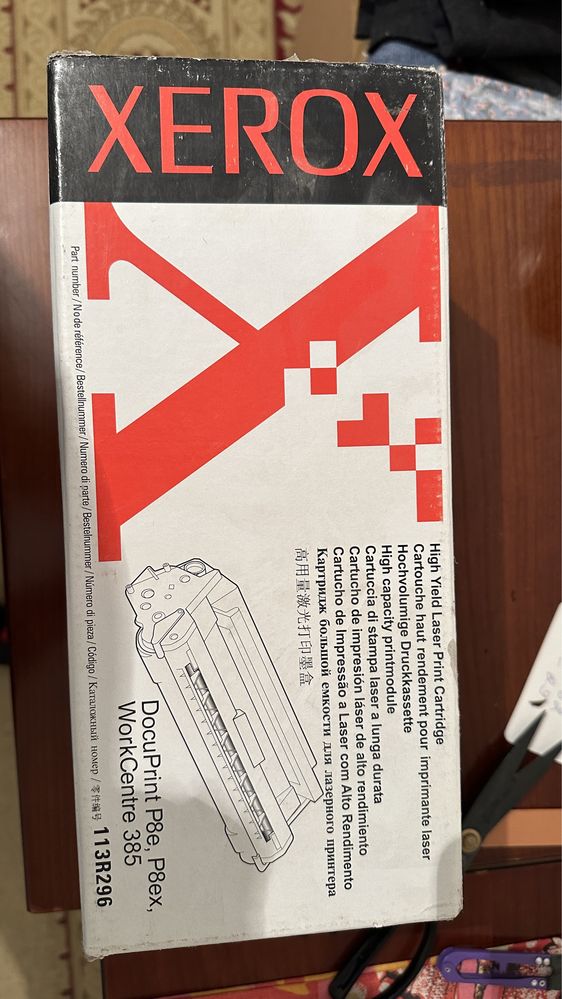 XEROX
High Yield Laser Print Cartridge
Cartouche haut rendement pour imprimante laser
Hochvolumige Druckkassette
High capacity printmodule
Cartuccia di stampa laser a lunga durata
Cartucho de impresión láser de alto rendimiento
Cartucho de Impressão a Laser com Alto Rendimento
Картридж большой емкости для лазерного принтера
高用量激光打印墨盒
DocuPrint P8e, P8ex,
WorkCentre 385
Part number / No de référence / Bestellnummer / Numero di parte / Bestelnummer / Número di pieza / Código / Каталожный номер / 零件编号 113R296